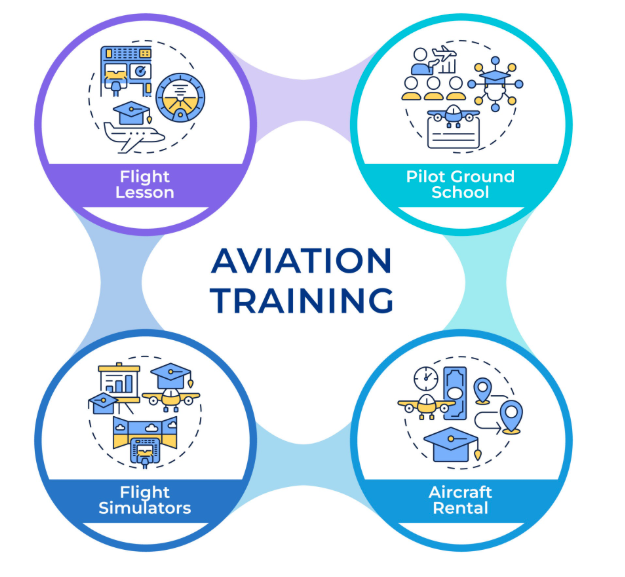 Flight
Lesson
Pilot Ground
School
AVIATION
TRAINING
Flight
Simulators
Aircraft
Rental